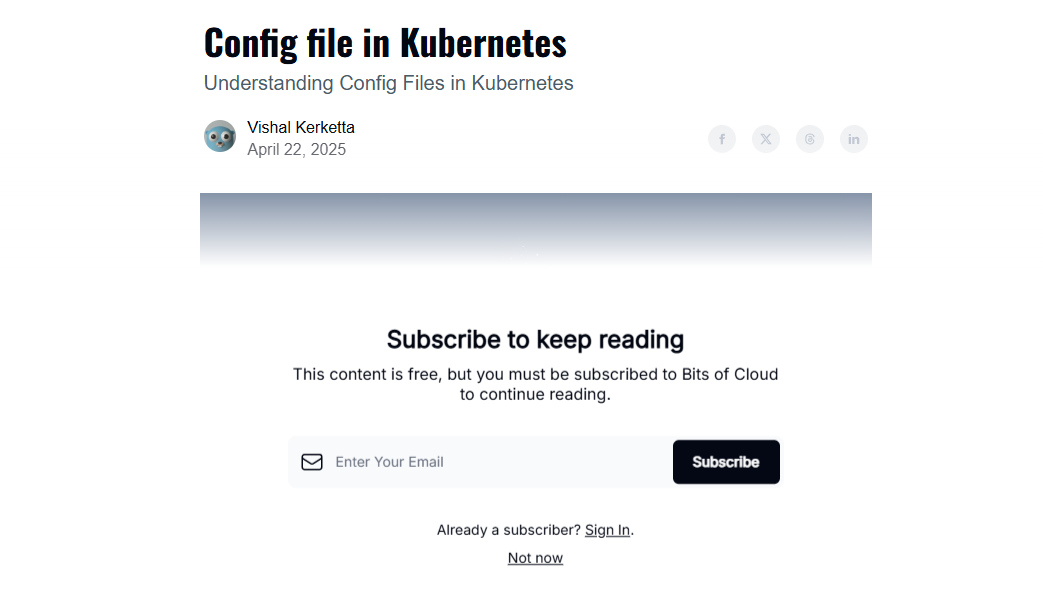 Config file in Kubernetes
Understanding Config Files in Kubernetes
Vishal Kerketta
April 22, 2025
Subscribe to keep reading
This content is free, but you must be subscribed to Bits of Cloud
to continue reading.
Enter Your Email
Subscribe
Already a subscriber? Sign In.
Not now